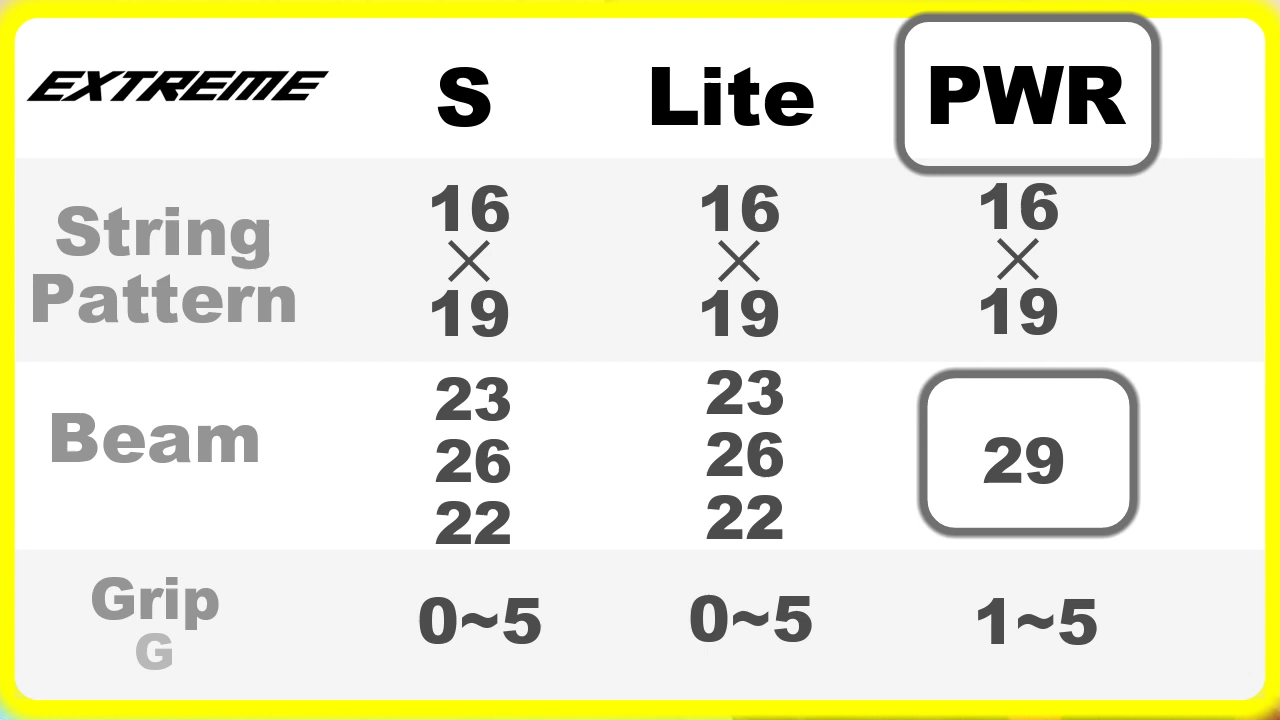 EXTREME S Lite PWR
String Pattern
16 × 19
16 × 19
16 × 19
Beam
23 26 22
23 26 22
29
Grip G
0~5 0~5 1~5